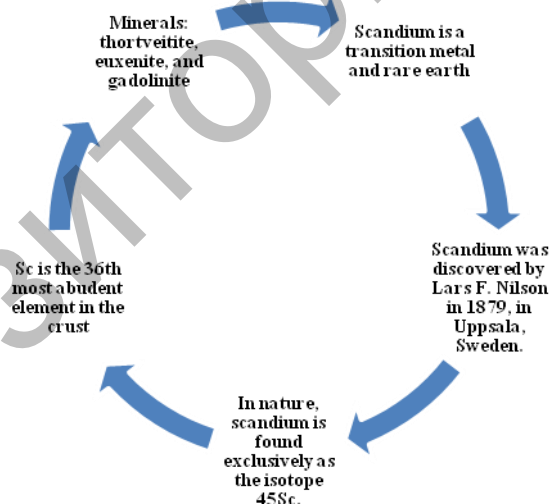 Minerals:
thortveitite,
euxenite, and
gadolinite
Scandium is a
transition metal
and rare earth
Scandium was
discovered by
Lars F. Nilson
in 1879, in
Uppsala,
Sweden.
In nature,
scandium is
found
exclusively as
the isotope
45Sc.
Sc is the 36th
most abudent
element in the
crust
зитор